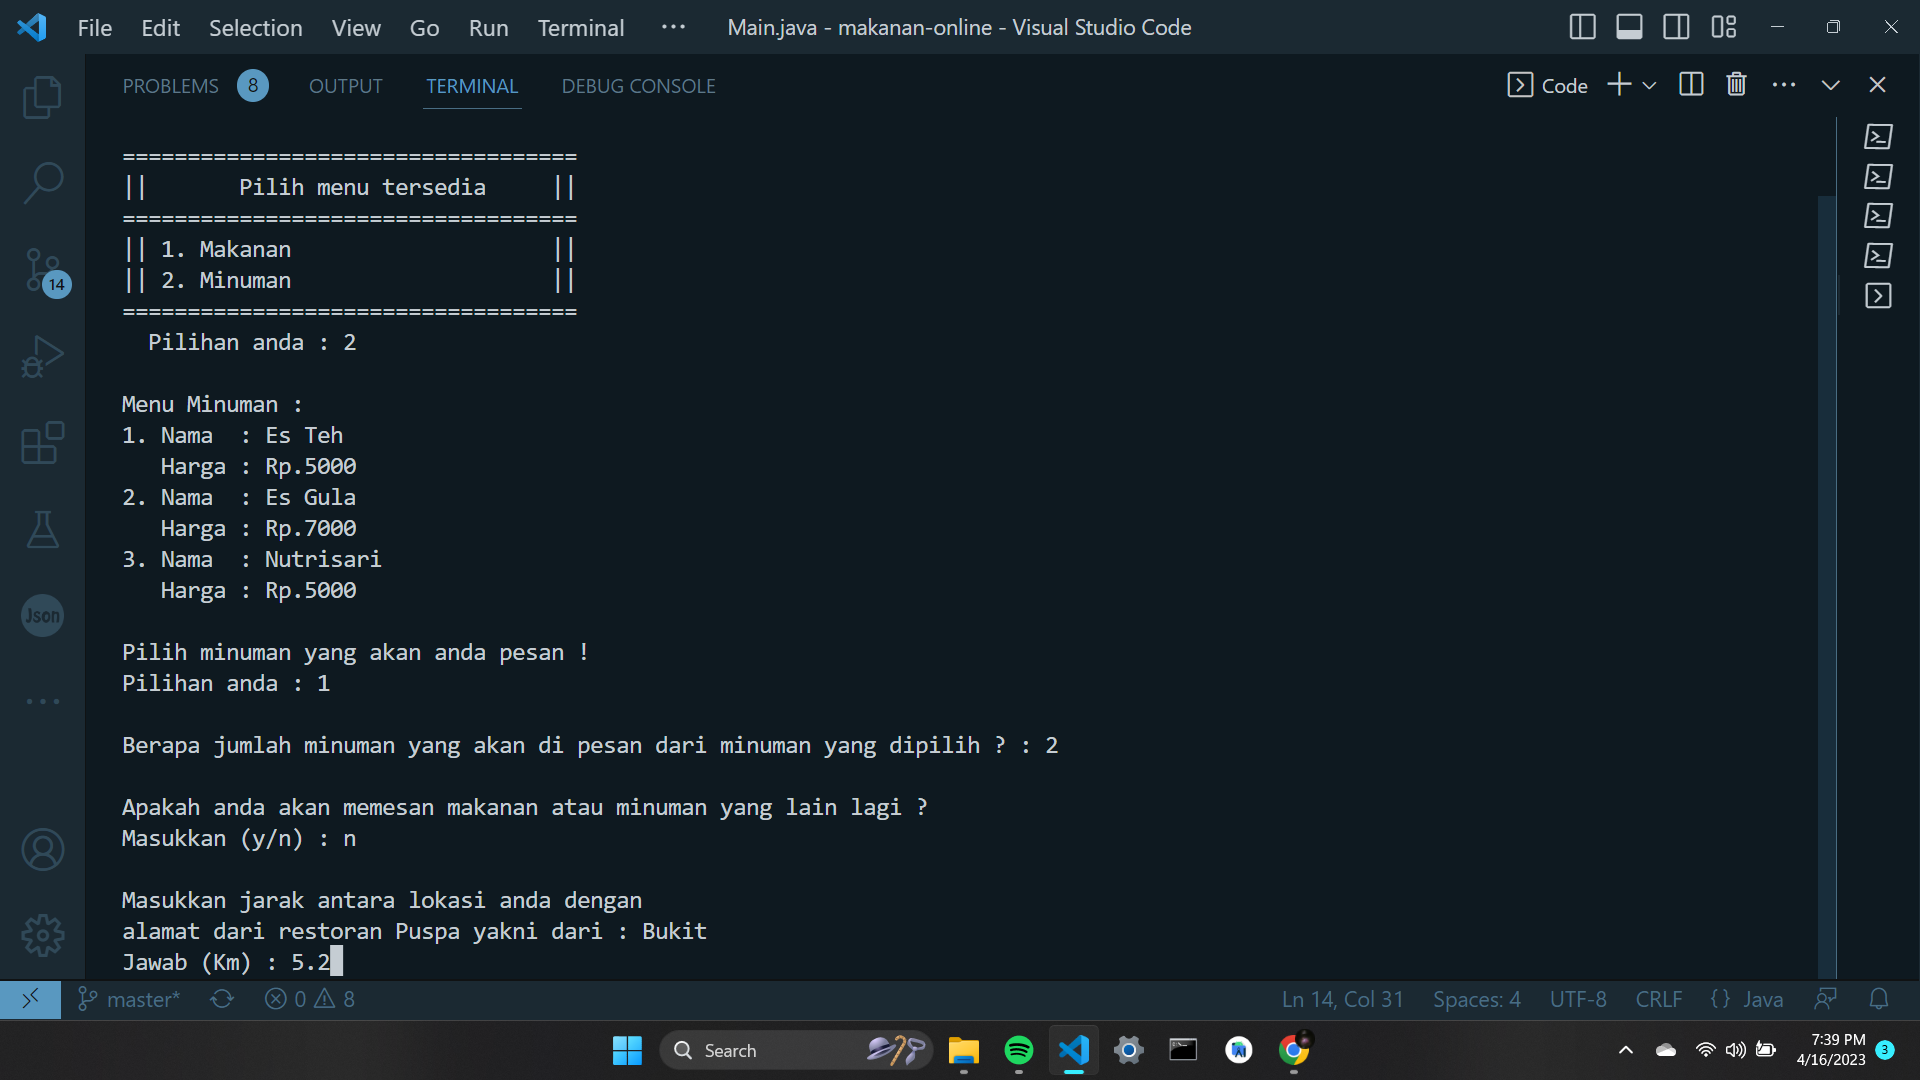 File Edit Selection View Go Run Terminal ··· Main.java - makanan-online - Visual Studio Code
PROBLEMS 8 OUTPUT TERMINAL DEBUG CONSOLE Code
===================================
||       Pilih menu tersedia     ||
===================================
|| 1. Makanan                    ||
|| 2. Minuman                    ||
===================================
Pilihan anda : 2
Menu Minuman :
1. Nama  : Es Teh
Harga : Rp.5000
2. Nama  : Es Gula
Harga : Rp.7000
3. Nama  : Nutrisari
Harga : Rp.5000
Pilih minuman yang akan anda pesan !
Pilihan anda : 1
Berapa jumlah minuman yang akan di pesan dari minuman yang dipilih ? : 2
Apakah anda akan memesan makanan atau minuman yang lain lagi ?
Masukkan (y/n) : n
Masukkan jarak antara lokasi anda dengan
alamat dari restoran Puspa yakni dari : Bukit
Jawab (Km) : 5.2
14
Json
master* 0 8 Ln 14, Col 31 Spaces: 4 UTF-8 CRLF {} Java
Search
7:39 PM
4/16/2023 3